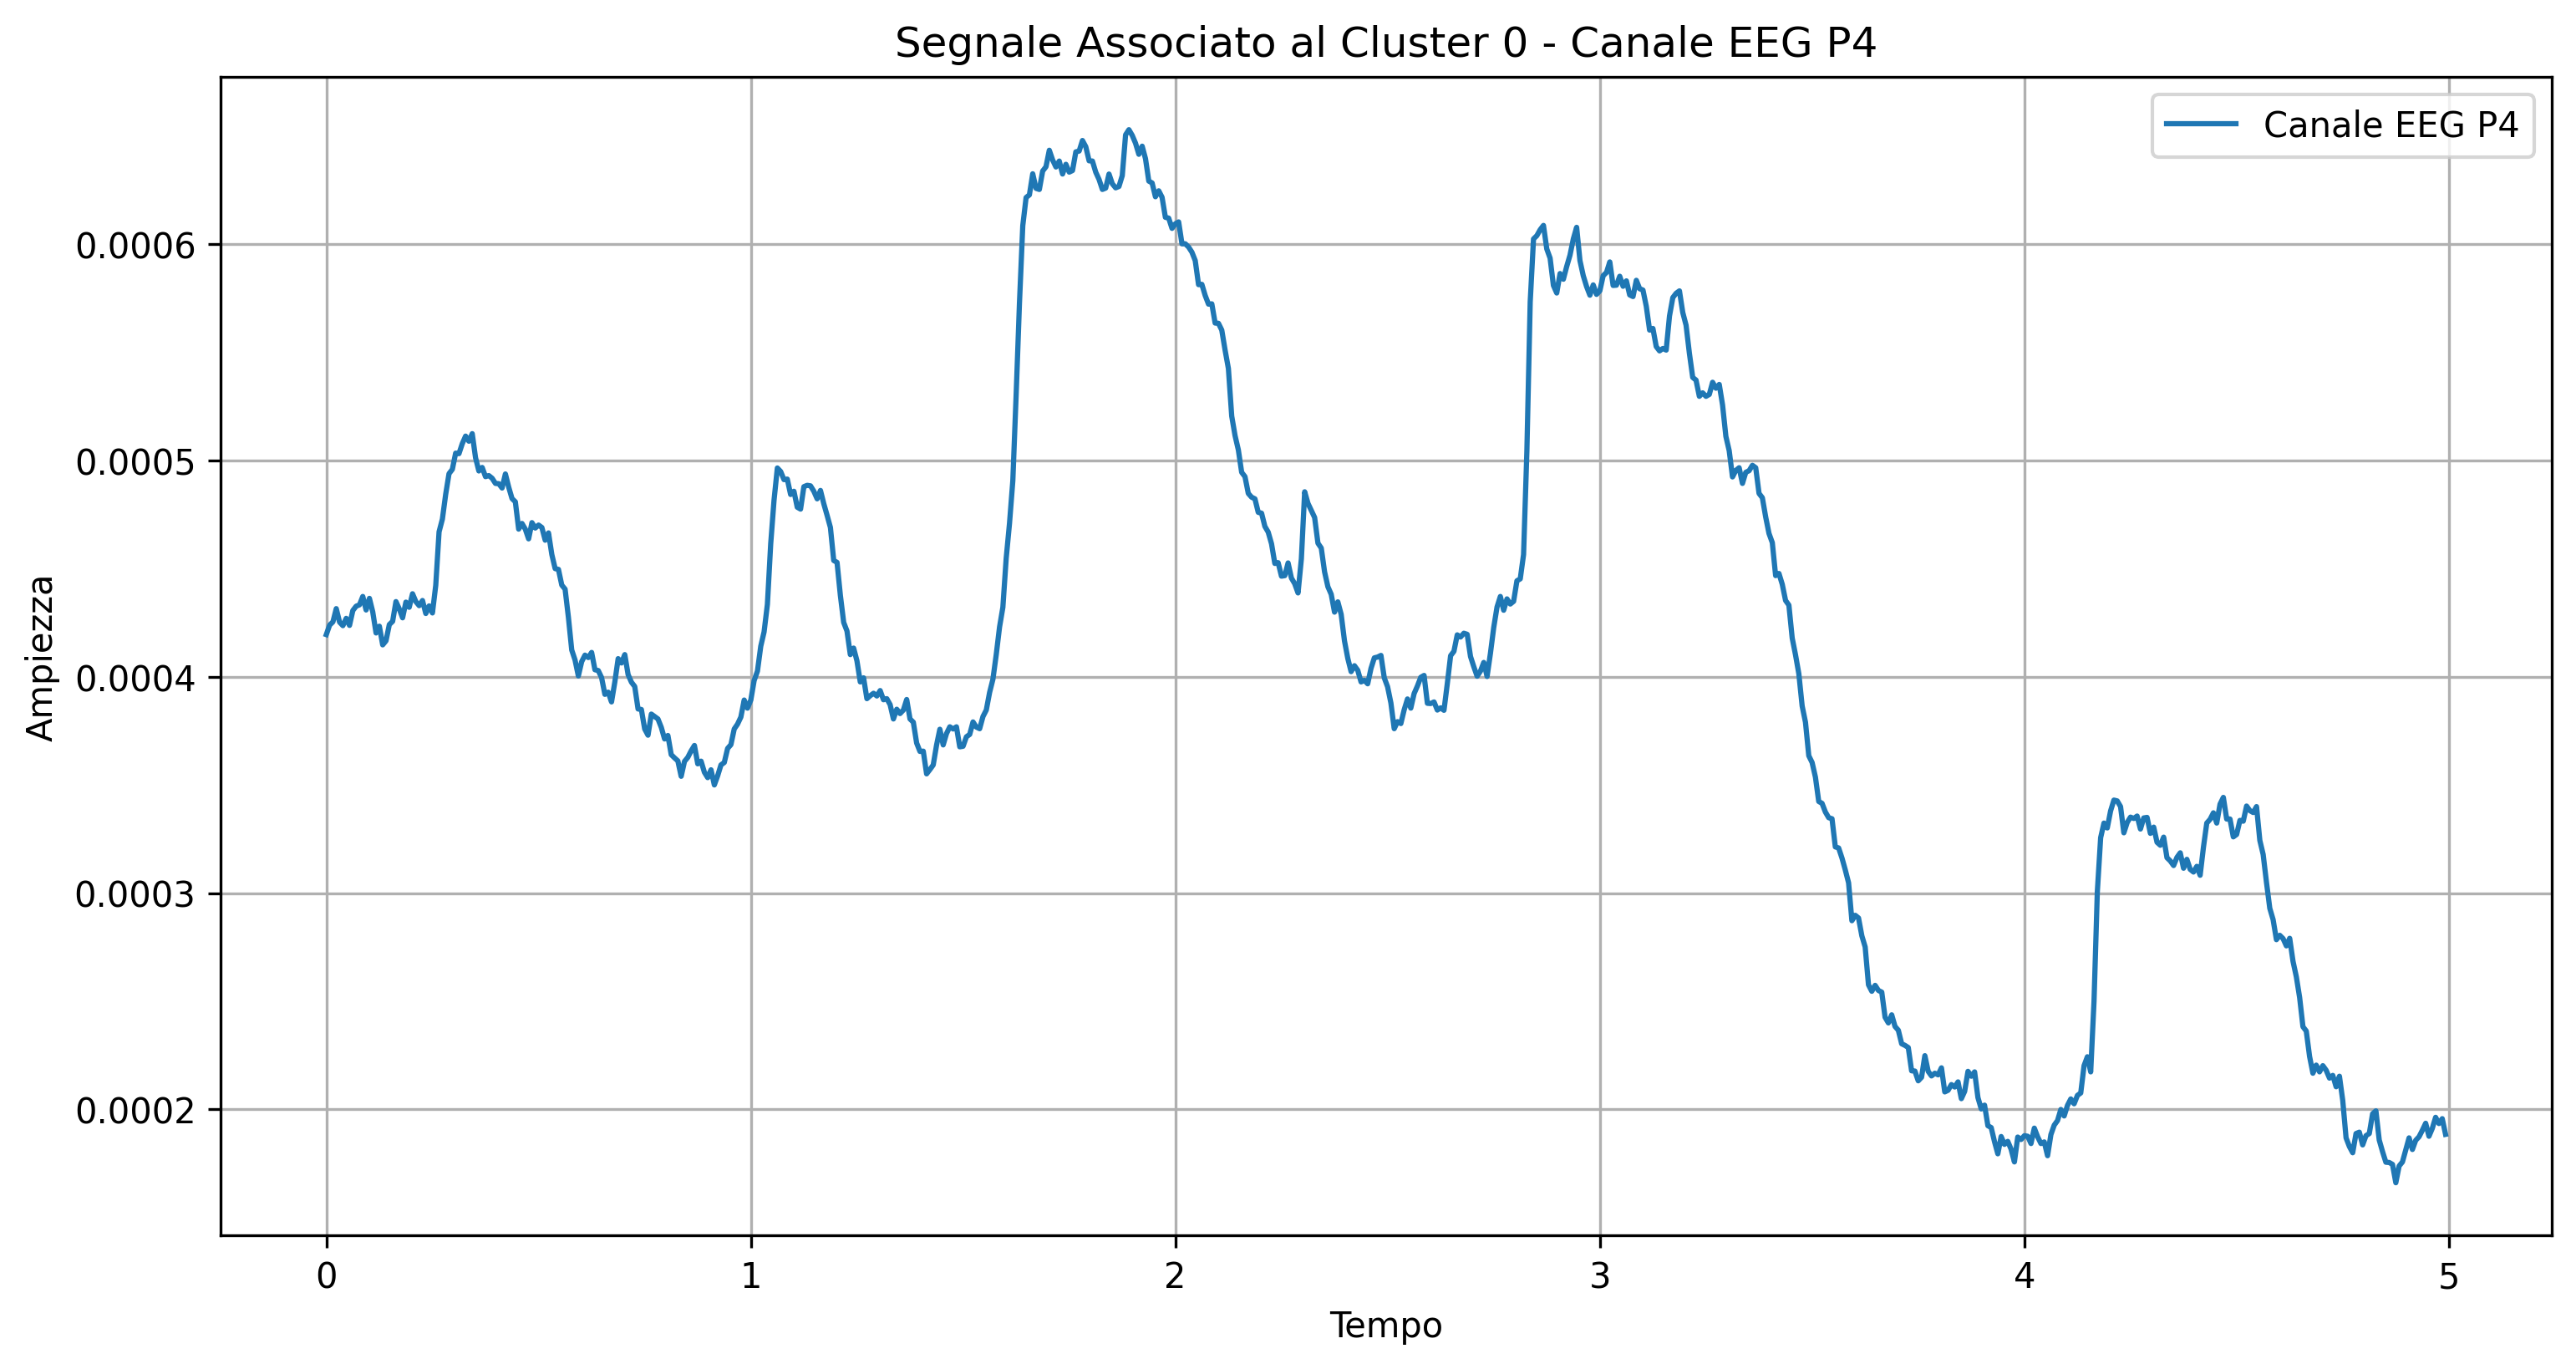 Segnale Associato al Cluster 0 - Canale EEG P4
Canale EEG P4
0.0006
0.0005
0.0004
0.0003
0.0002
Ampiezza
0 1 2 3 4 5
Tempo